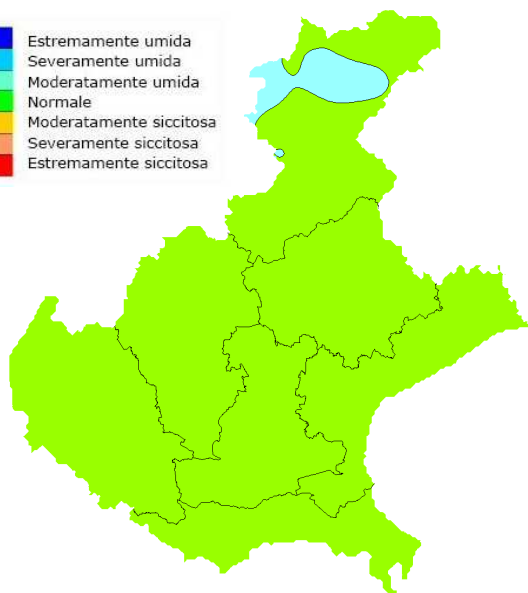 Estremamente umida
Severamente umida
Moderatamente umida
Normale
Moderatamente siccitosa
Severamente siccitosa
Estremamente siccitosa